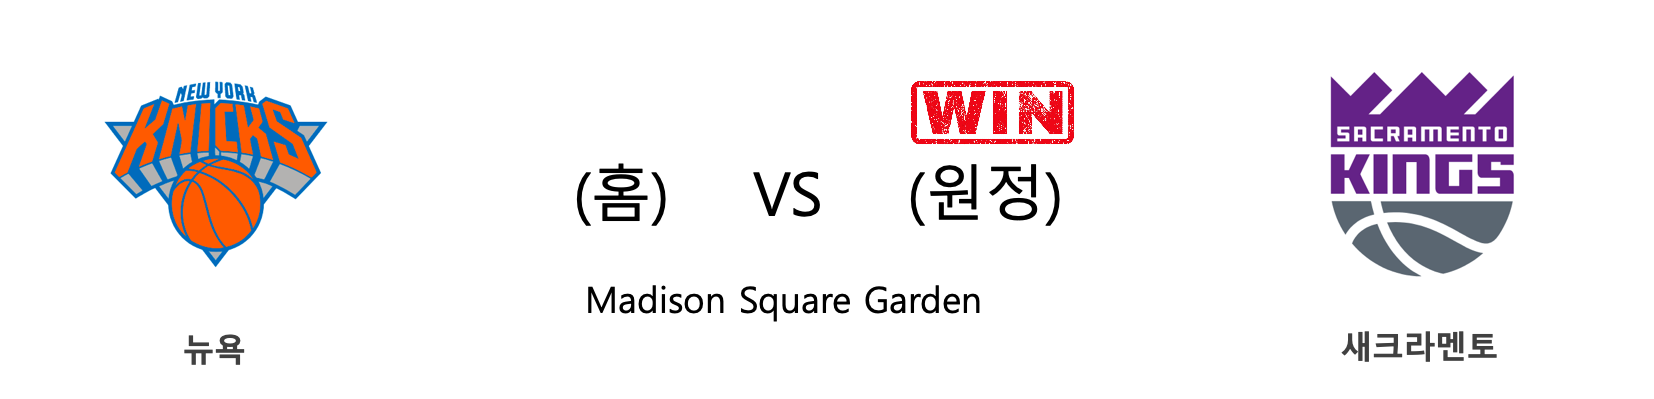 NEW YORK
KNICKS
WIN
(홈) VS (원정)
Madison Square Garden
SACRAMENTO
KINGS
뉴욕
새크라멘토